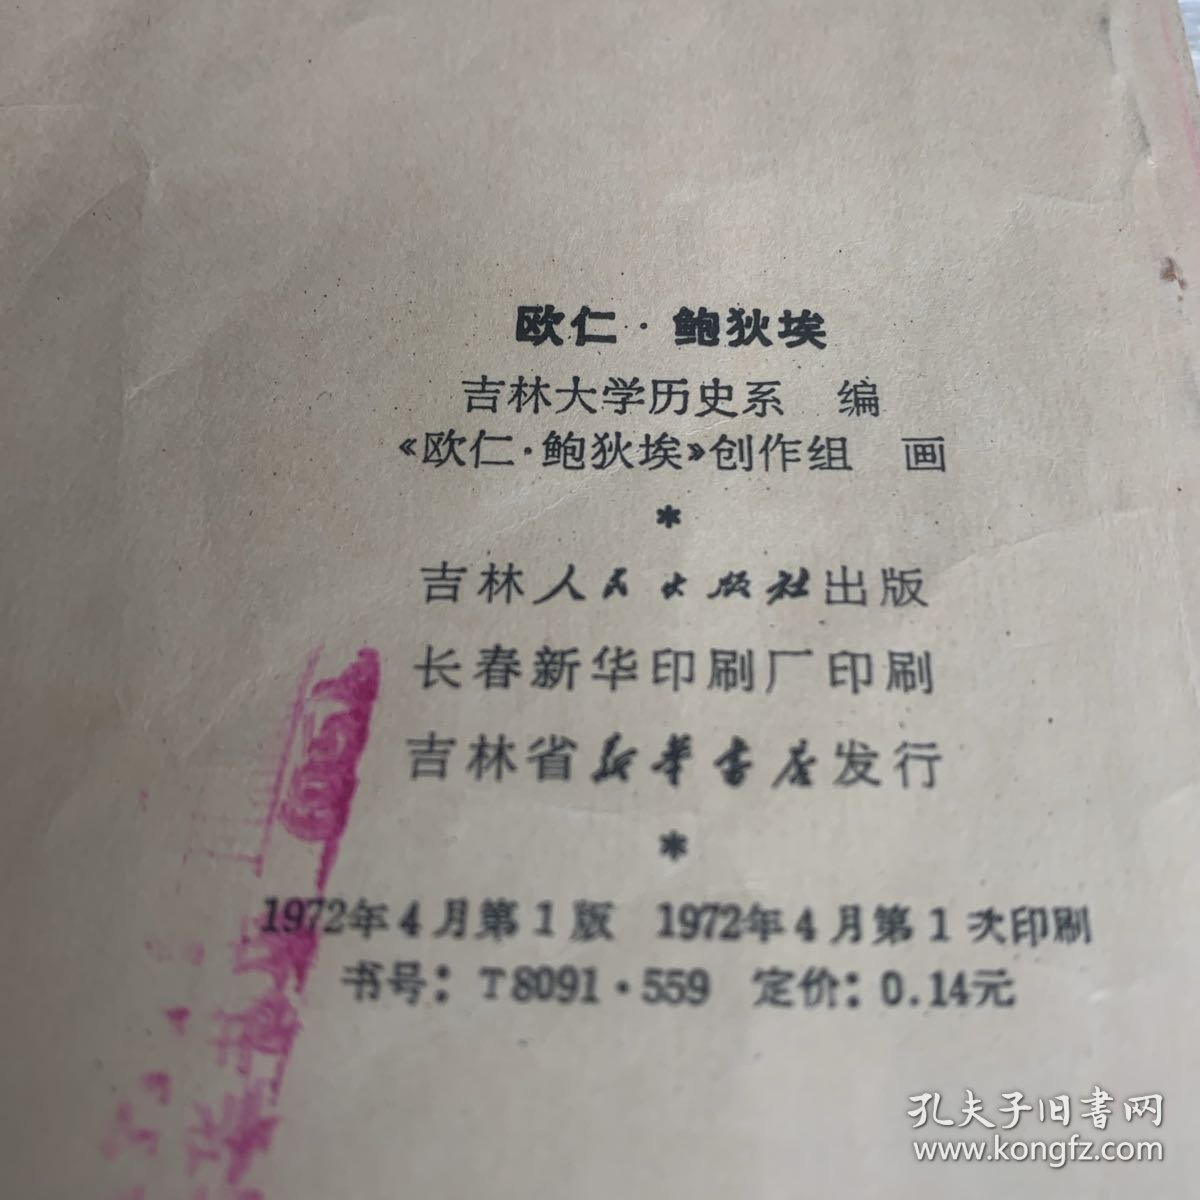 欧仁·鲍狄埃
吉林大学历史系 编
《欧仁·鲍狄埃》创作组 画
*
吉林人民出版社出版
长春新华印刷厂印刷
吉林省新华书店发行
*
1972年4月第1版 1972年4月第1次印刷
书号：T8091·559 定价：0.14元
孔夫子旧书网
www.kongfz.com